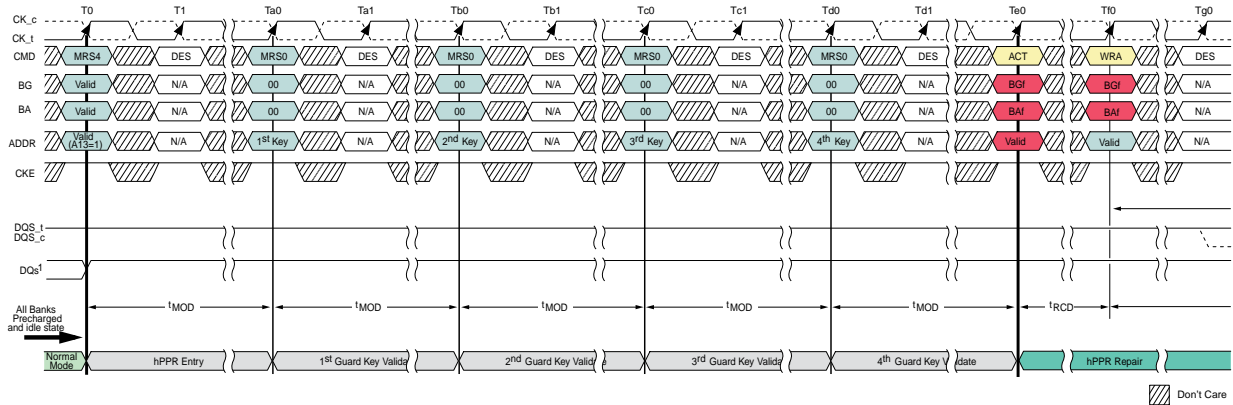 T0 T1 Ta0 Ta1 Tb0 Tb1 Tc0 Tc1 Td0 Td1 Te0 Tf0 Tg0
CK_c
CK_t
CMD MRS4 DES MRS0 DES MRS0 DES MRS0 DES MRS0 DES ACT WRA DES
BG Valid N/A 00 N/A 00 N/A 00 N/A 00 N/A BGf BGf N/A
BA Valid N/A 00 N/A 00 N/A 00 N/A 00 N/A BAf BAf N/A
ADDR Valid (A13=1) N/A 1st Key N/A 2nd Key N/A 3rd Key N/A 4th Key N/A Valid Valid N/A
CKE
DQS_t
DQS_c
DQs1
tMOD tMOD tMOD tMOD tMOD tRCD
All Banks
Precharged
and idle state
Normal Mode hPPR Entry 1st Guard Key Valida 2nd Guard Key Validate 3rd Guard Key Valida 4th Guard Key Validate hPPR Repair
Don't Care